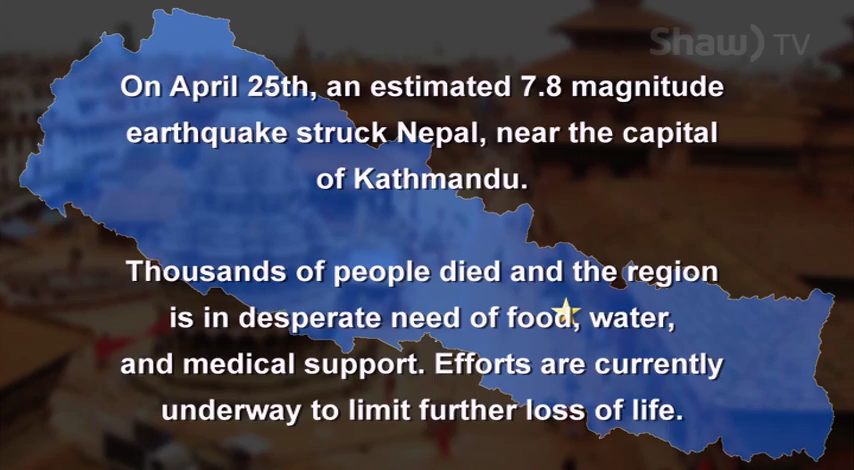 Shaw) TV
On April 25th, an estimated 7.8 magnitude
earthquake struck Nepal, near the capital
of Kathmandu.
Thousands of people died and the region
is in desperate need of food, water,
and medical support. Efforts are currently
underway to limit further loss of life.